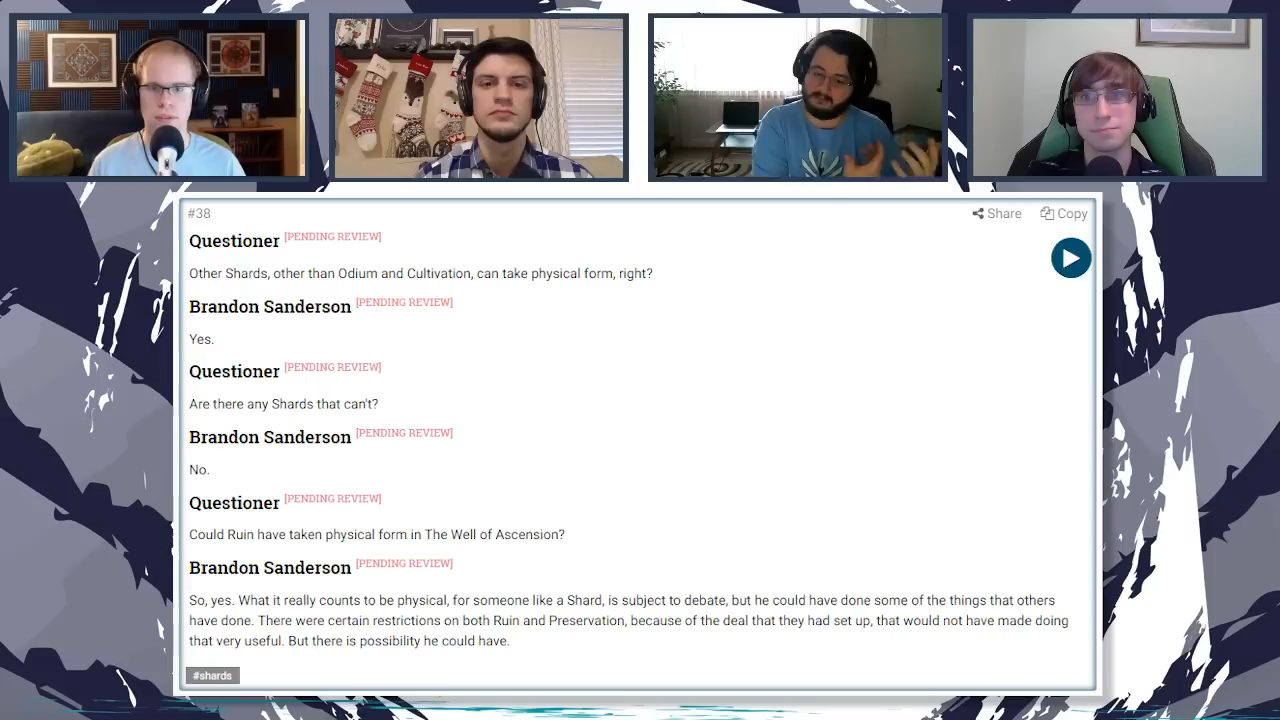 #38
Share
Copy
Questioner [PENDING REVIEW]
Other Shards, other than Odium and Cultivation, can take physical form, right?
Brandon Sanderson [PENDING REVIEW]
Yes.
Questioner [PENDING REVIEW]
Are there any Shards that can't?
Brandon Sanderson [PENDING REVIEW]
No.
Questioner [PENDING REVIEW]
Could Ruin have taken physical form in The Well of Ascension?
Brandon Sanderson [PENDING REVIEW]
So, yes. What it really counts to be physical, for someone like a Shard, is subject to debate, but he could have done some of the things that others
have done. There were certain restrictions on both Ruin and Preservation, because of the deal that they had set up, that would not have made doing
that very useful. But there is possibility he could have.
#shards